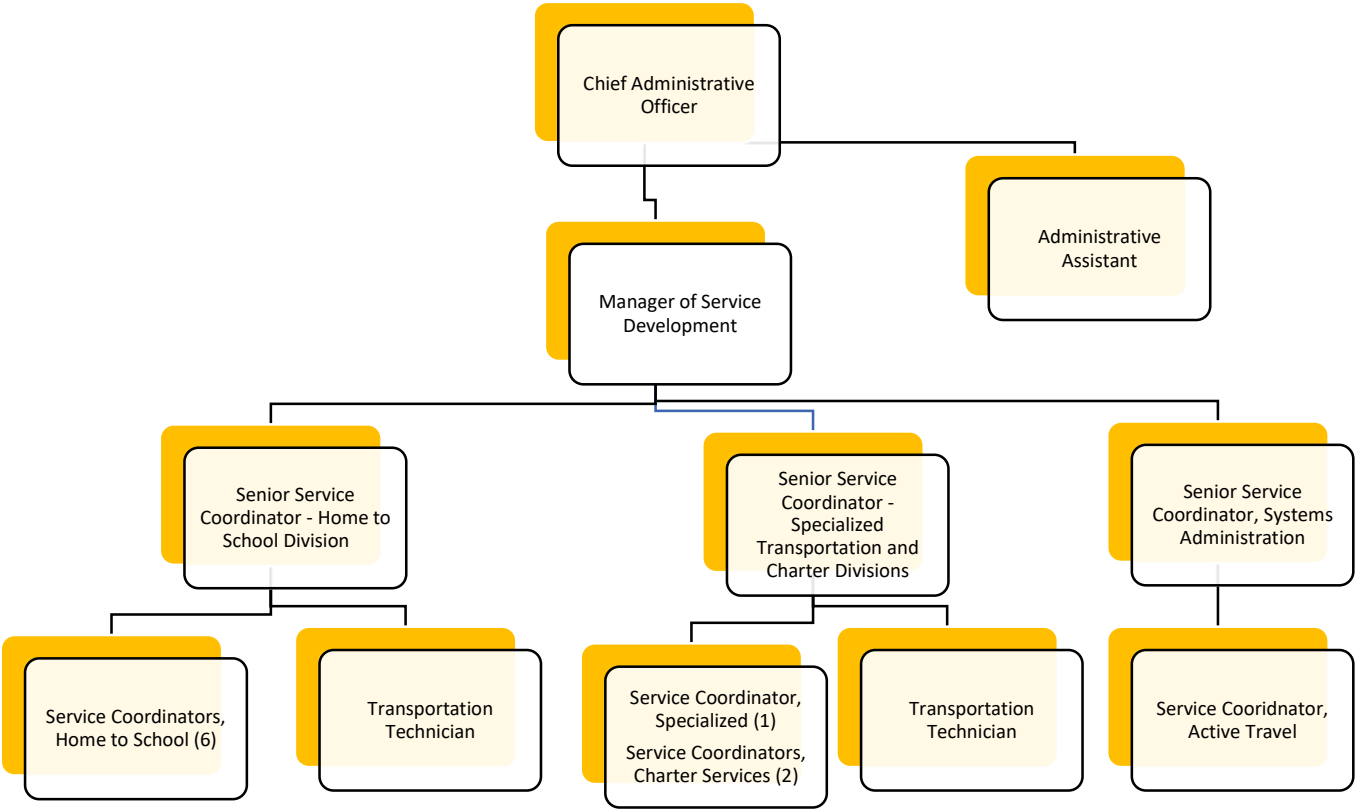 Chief Administrative
Officer
Administrative
Assistant
Manager of Service
Development
Senior Service
Coordinator - Home to
School Division
Senior Service
Coordinator -
Specialized
Transportation and
Charter Divisions
Senior Service
Coordinator, Systems
Administration
Service Coordinators,
Home to School (6)
Transportation
Technician
Service Coordinator,
Specialized (1)
Service Coordinators,
Charter Services (2)
Transportation
Technician
Service Cooridnator,
Active Travel